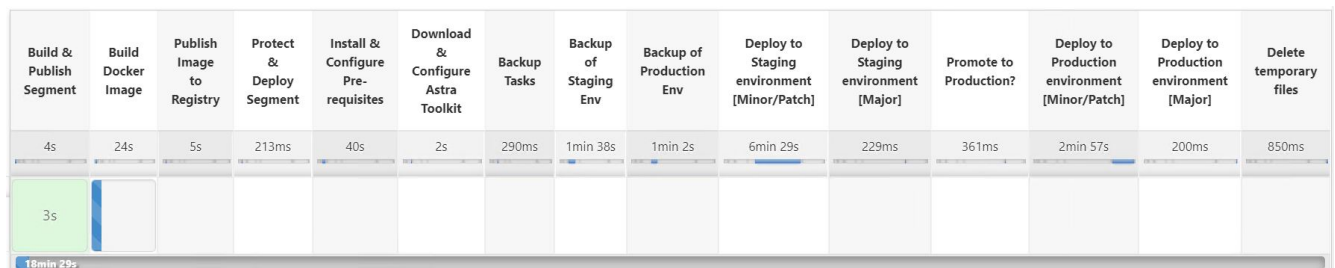 Build &
Publish
Segment
Build
Docker
Image
Publish
Image
to
Registry
Protect
&
Deploy
Segment
Install &
Configure
Pre-
requisites
Download
&
Configure
Astra
Toolkit
Backup
Tasks
Backup
of
Staging
Env
Backup of
Production
Env
Deploy to
Staging
environment
[Minor/Patch]
Deploy to
Staging
environment
[Major]
Promote to
Production?
Deploy to
Production
environment
[Minor/Patch]
Deploy to
Production
environment
[Major]
Delete
temporary
files
4s 24s 5s 213ms 40s 2s 290ms 1min 38s 1min 2s 6min 29s 229ms 361ms 2min 57s 200ms 850ms
3s
18min 29s